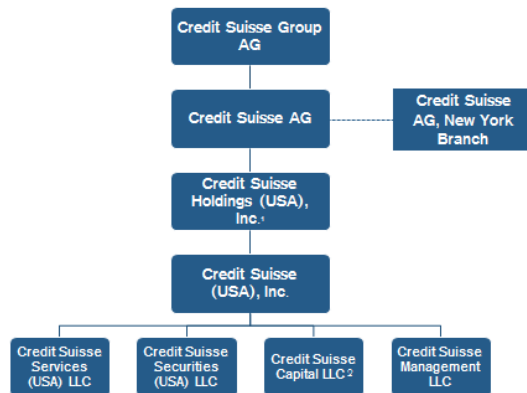 Credit Suisse Group
AG
Credit Suisse AG
Credit Suisse
AG, New York
Branch
Credit Suisse
Holdings (USA),
Inc.¹
Credit Suisse
(USA), Inc.
Credit Suisse
Services
(USA) LLC
Credit Suisse
Securities
(USA) LLC
Credit Suisse
Capital LLC²
Credit Suisse
Management
LLC